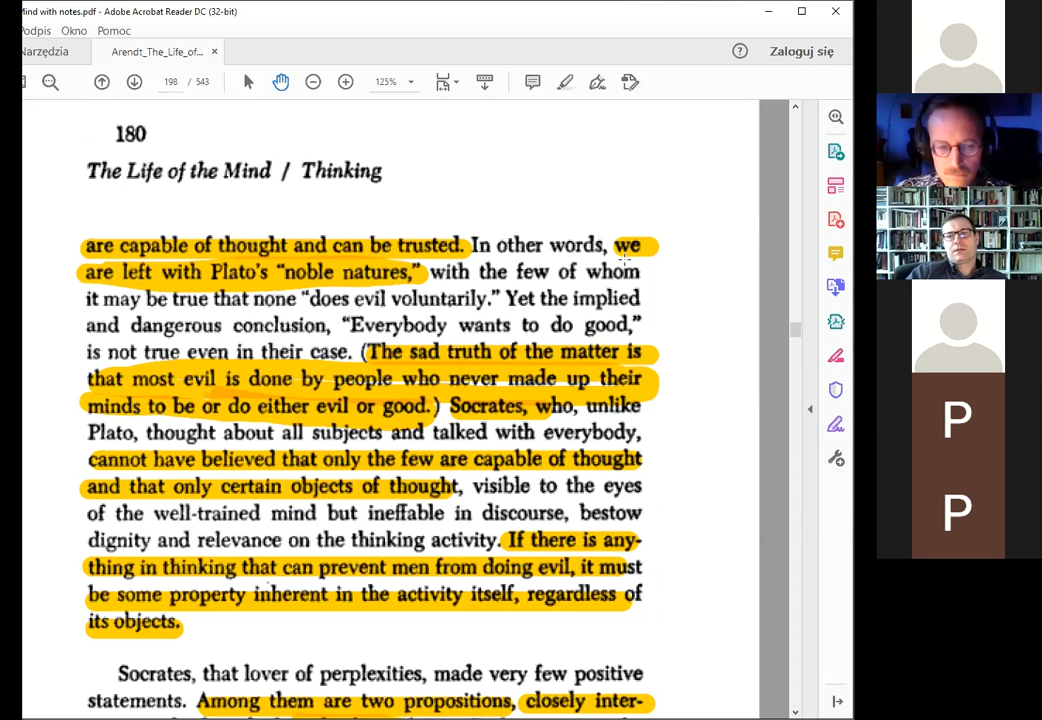 Mind with notes.pdf - Adobe Acrobat Reader DC (32-bit)
Podpis Okno Pomoc
Narzędzia
Arendt_The_Life_of...
Zaloguj się
198 / 543
125%
180
The Life of the Mind / Thinking
are capable of thought and can be trusted. In other words, we
are left with Plato's "noble natures," with the few of whom
it may be true that none "does evil voluntarily." Yet the implied
and dangerous conclusion, "Everybody wants to do good,"
is not true even in their case. (The sad truth of the matter is
that most evil is done by people who never made up their
minds to be or do either evil or good.) Socrates, who, unlike
Plato, thought about all subjects and talked with everybody,
cannot have believed that only the few are capable of thought
and that only certain objects of thought, visible to the eyes
of the well-trained mind but ineffable in discourse, bestow
dignity and relevance on the thinking activity. If there is any-
thing in thinking that can prevent men from doing evil, it must
be some property inherent in the activity itself, regardless of
its objects.
Socrates, that lover of perplexities, made very few positive
statements. Among them are two propositions, closely inter-
P
P